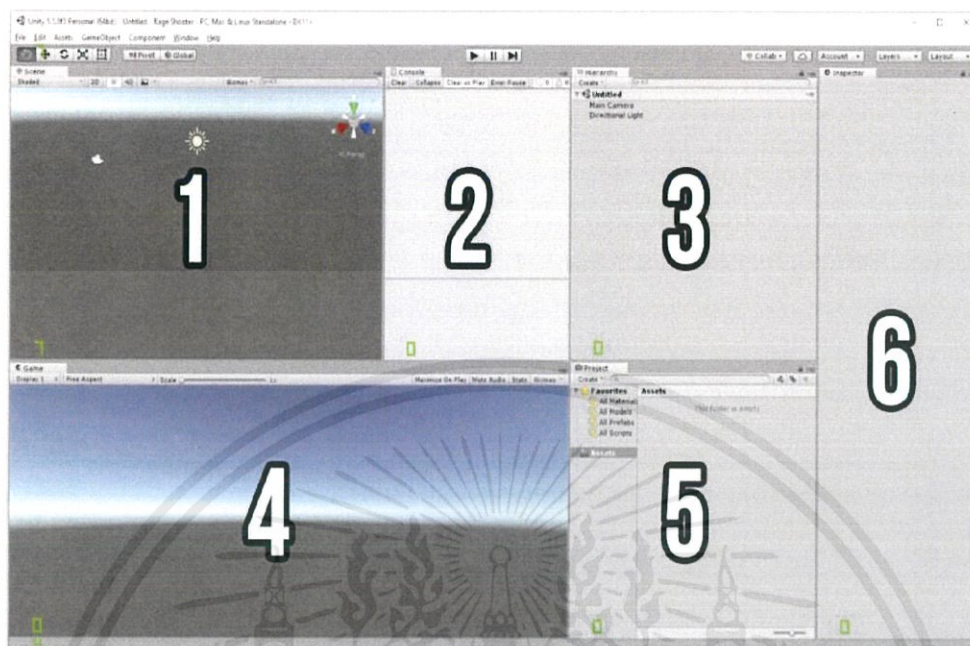 Unity 5.5.0f3 Personal (64bit) - Untitled - Rage Shooter - PC, Mac & Linux Standalone
File Edit Assets GameObject Component Window Help
Pivot Global Collab Account Layers Layout
Scene
Shaded 2D Gizmos
Console
Clear Collapse Clear on Play Error Pause
Hierarchy
Create
Untitled
Main Camera
Directional Light
Inspector
1
2
3
Game
Display 1 Free Aspect Scale 1x Maximize On Play Mute Audio Stats Gizmos
Project
Create
Favorites
All Materials
All Models
All Prefabs
All Scripts
Assets
Assets
This folder is empty
4
5
6